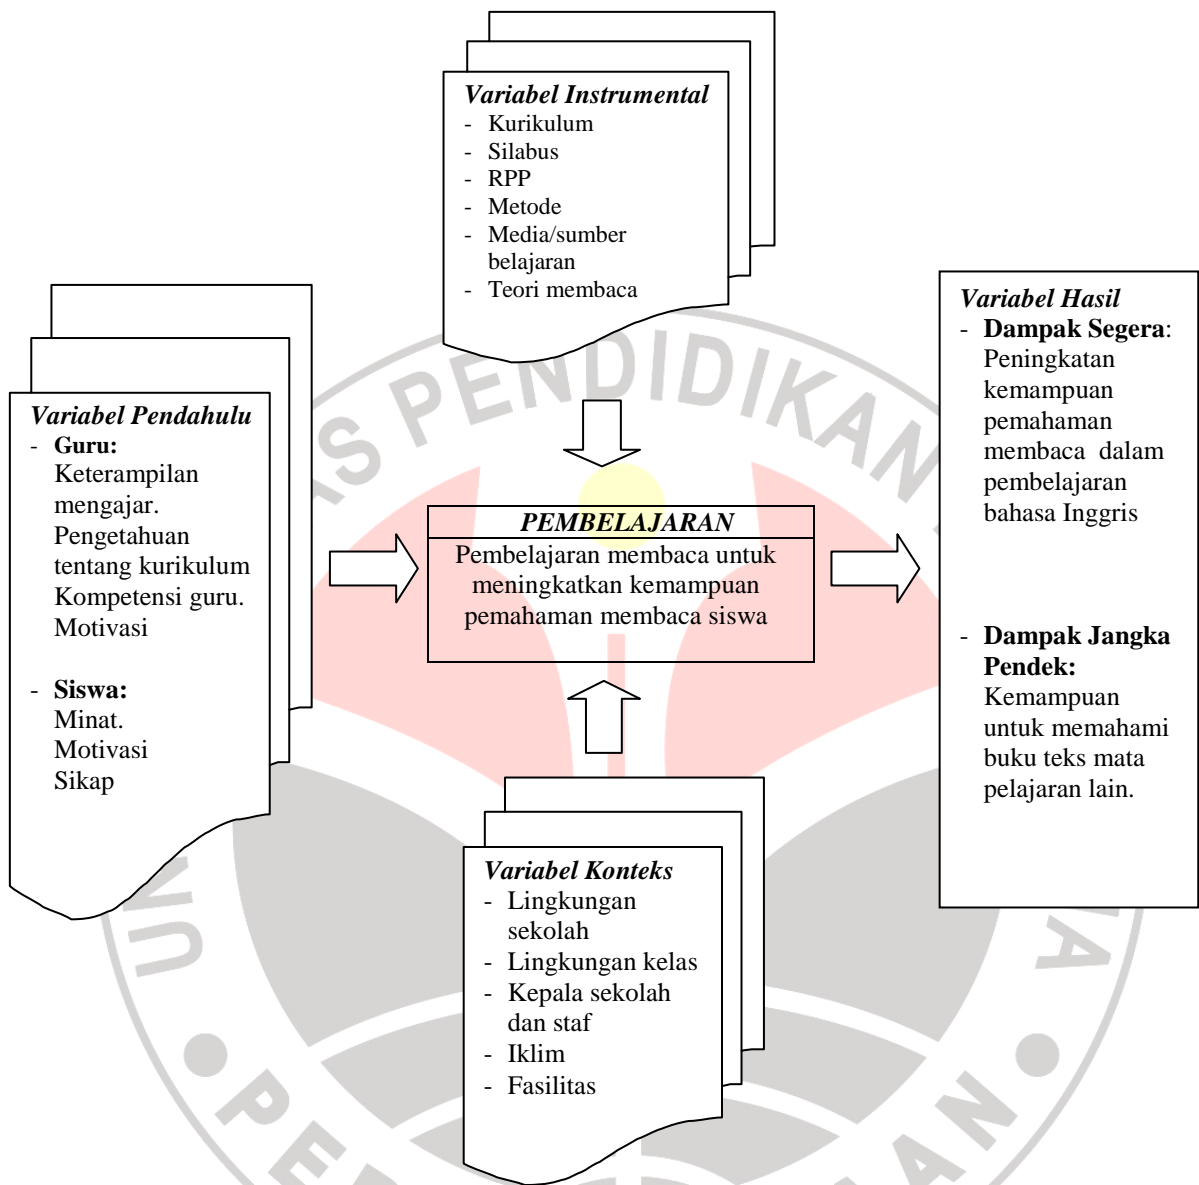 Variabel Instrumental
- Kurikulum
- Silabus
- RPP
- Metode
- Media/sumber
belajaran
- Teori membaca
Variabel Pendahulu
- Guru:
Keterampilan
mengajar.
Pengetahuan
tentang kurikulum
Kompetensi guru.
Motivasi
- Siswa:
Minat.
Motivasi
Sikap
PEMBELAJARAN
Pembelajaran membaca untuk
meningkatkan kemampuan
pemahaman membaca siswa
Variabel Konteks
- Lingkungan
sekolah
- Lingkungan kelas
- Kepala sekolah
dan staf
- Iklim
- Fasilitas
Variabel Hasil
- Dampak Segera:
Peningkatan
kemampuan
pemahaman
membaca dalam
pembelajaran
bahasa Inggris
- Dampak Jangka
Pendek:
Kemampuan
untuk memahami
buku teks mata
pelajaran lain.
PENDIDIKAN